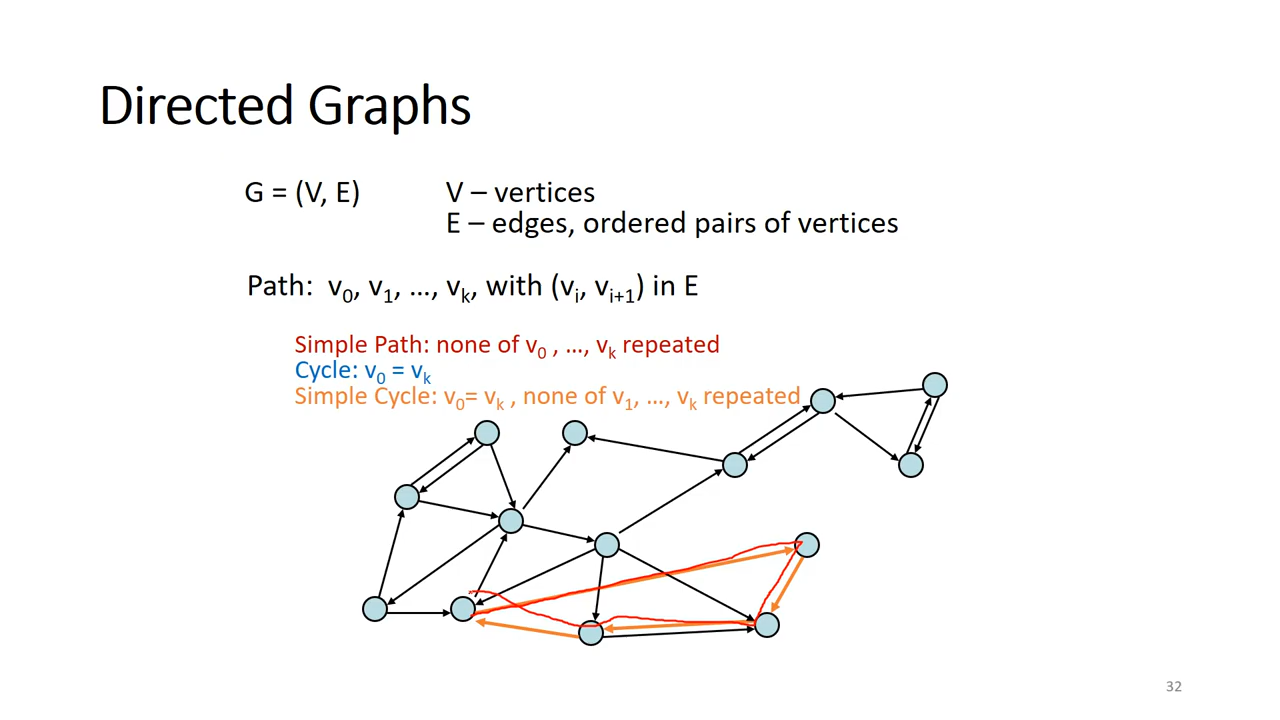 Directed Graphs
G = (V, E) V – vertices
E – edges, ordered pairs of vertices
Path: v0, v1, …, vk, with (vi, vi+1) in E
Simple Path: none of v0 , …, vk repeated
Cycle: v0 = vk
Simple Cycle: v0= vk , none of v1, …, vk repeated
32